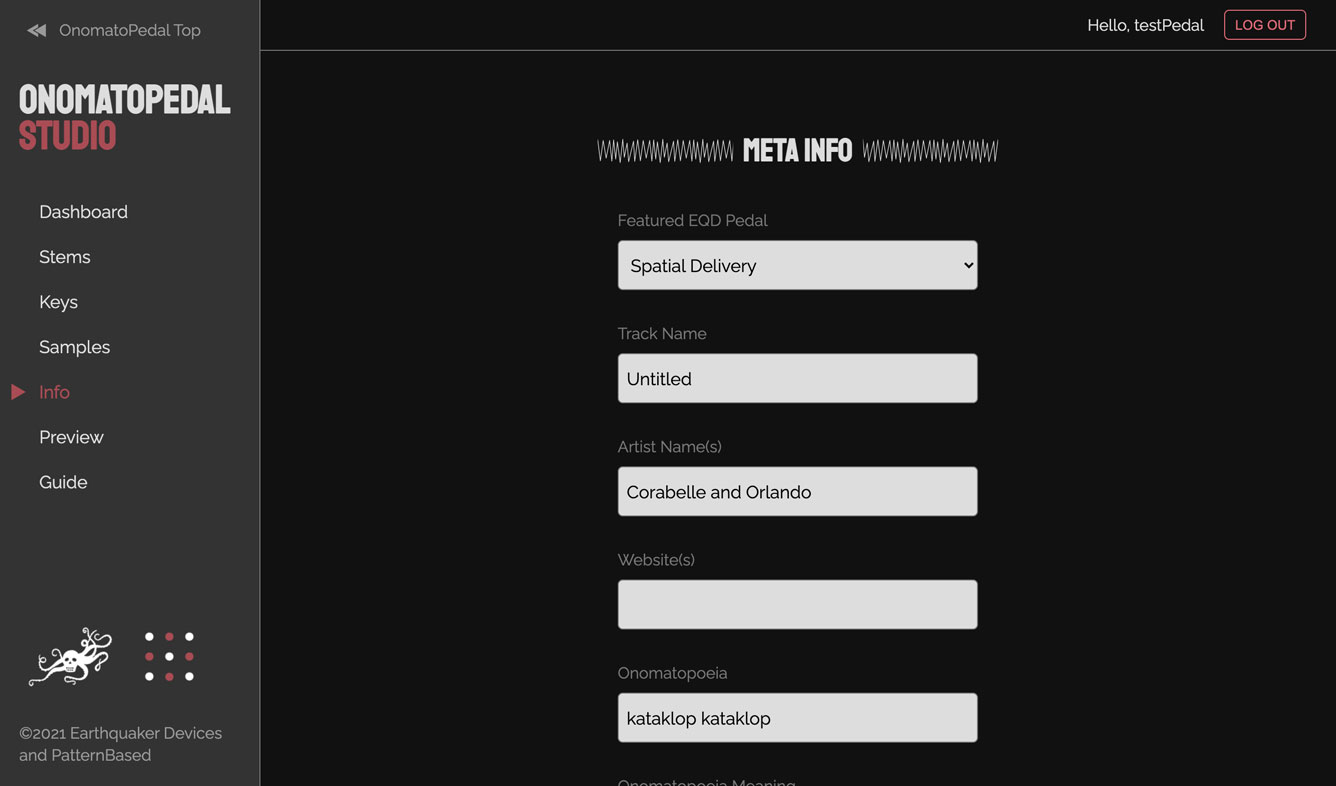 OnomatoPedal Top
ONOMATOPEDAL
STUDIO
Dashboard
Stems
Keys
Samples
Info
Preview
Guide
©2021 Earthquaker Devices
and PatternBased
Hello, testPedal
LOG OUT
META INFO
Featured EQD Pedal
Spatial Delivery
Track Name
Untitled
Artist Name(s)
Corabelle and Orlando
Website(s)
Onomatopoeia
kataklop kataklop
Onomatopoeia Meaning